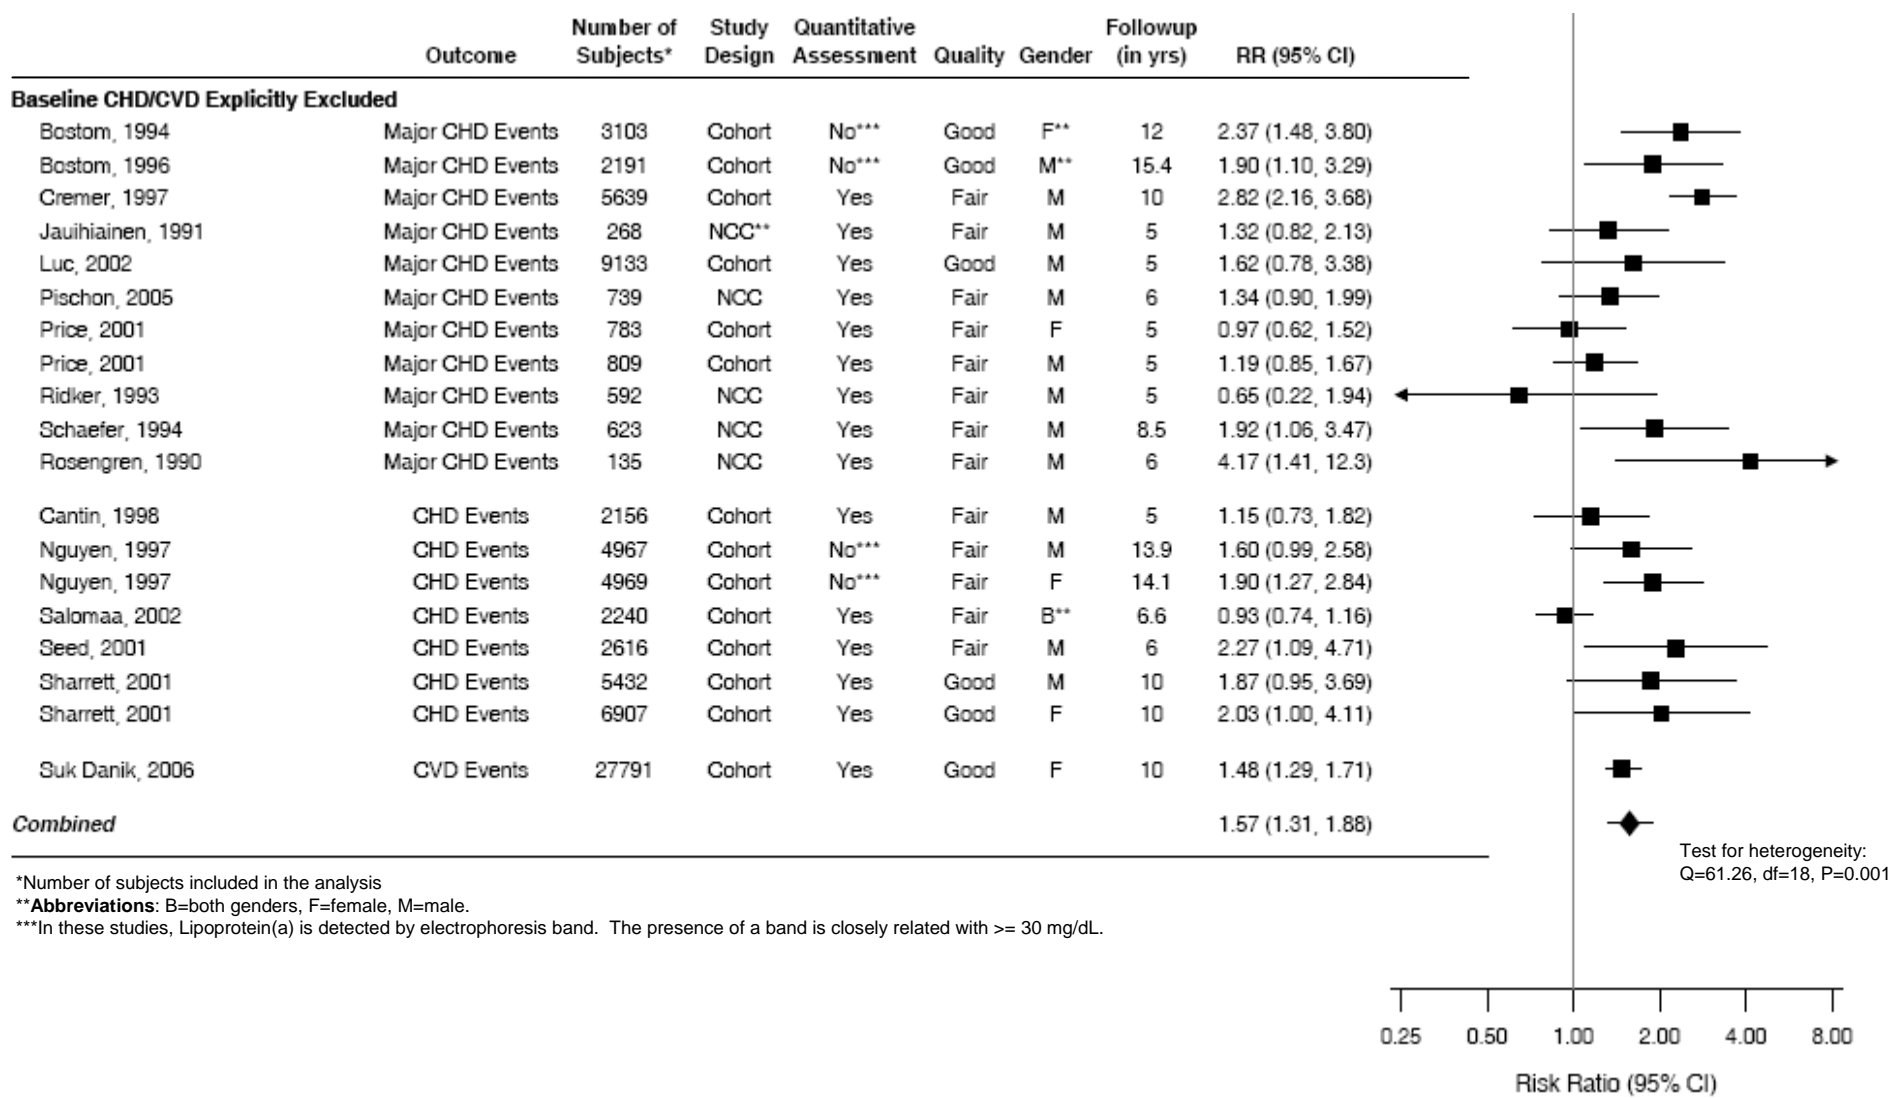 Number of Study Quantitative Followup
Outcome Subjects* Design Assessment Quality Gender (in yrs) RR (95% CI)
Baseline CHD/CVD Explicitly Excluded
Bostom, 1994 Major CHD Events 3103 Cohort No*** Good F** 12 2.37 (1.48, 3.80)
Bostom, 1996 Major CHD Events 2191 Cohort No*** Good M** 15.4 1.90 (1.10, 3.29)
Cremer, 1997 Major CHD Events 5639 Cohort Yes Fair M 10 2.82 (2.16, 3.68)
Jauihiainen, 1991 Major CHD Events 268 NCC** Yes Fair M 5 1.32 (0.82, 2.13)
Luc, 2002 Major CHD Events 9133 Cohort Yes Good M 5 1.62 (0.78, 3.38)
Pischon, 2005 Major CHD Events 739 NCC Yes Fair M 6 1.34 (0.90, 1.99)
Price, 2001 Major CHD Events 783 Cohort Yes Fair F 5 0.97 (0.62, 1.52)
Price, 2001 Major CHD Events 809 Cohort Yes Fair M 5 1.19 (0.85, 1.67)
Ridker, 1993 Major CHD Events 592 NCC Yes Fair M 5 0.65 (0.22, 1.94)
Schaefer, 1994 Major CHD Events 623 NCC Yes Fair M 8.5 1.92 (1.06, 3.47)
Rosengren, 1990 Major CHD Events 135 NCC Yes Fair M 6 4.17 (1.41, 12.3)
Cantin, 1998 CHD Events 2156 Cohort Yes Fair M 5 1.15 (0.73, 1.82)
Nguyen, 1997 CHD Events 4967 Cohort No*** Fair M 13.9 1.60 (0.99, 2.58)
Nguyen, 1997 CHD Events 4969 Cohort No*** Fair F 14.1 1.90 (1.27, 2.84)
Salomaa, 2002 CHD Events 2240 Cohort Yes Fair B** 6.6 0.93 (0.74, 1.16)
Seed, 2001 CHD Events 2616 Cohort Yes Fair M 6 2.27 (1.09, 4.71)
Sharrett, 2001 CHD Events 5432 Cohort Yes Good M 10 1.87 (0.95, 3.69)
Sharrett, 2001 CHD Events 6907 Cohort Yes Good F 10 2.03 (1.00, 4.11)
Suk Danik, 2006 CVD Events 27791 Cohort Yes Good F 10 1.48 (1.29, 1.71)
Combined 1.57 (1.31, 1.88)
Test for heterogeneity:
Q=61.26, df=18, P=0.001
*Number of subjects included in the analysis
**Abbreviations: B=both genders, F=female, M=male.
***In these studies, Lipoprotein(a) is detected by electrophoresis band. The presence of a band is closely related with >= 30 mg/dL.
0.25 0.50 1.00 2.00 4.00 8.00
Risk Ratio (95% CI)